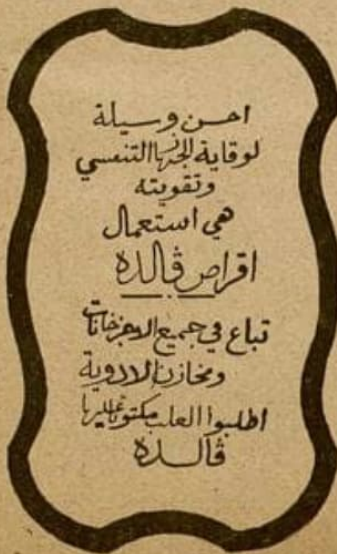 احسن وسيلة
لوقاية الجهاز التنفسي
وتقويته
هي استعمال
اقراص ڤالده
تباع في جميع الاجزخانات
ومخازن الادوية
اطلبوا العلب مكتوبا عليها
ڤالده